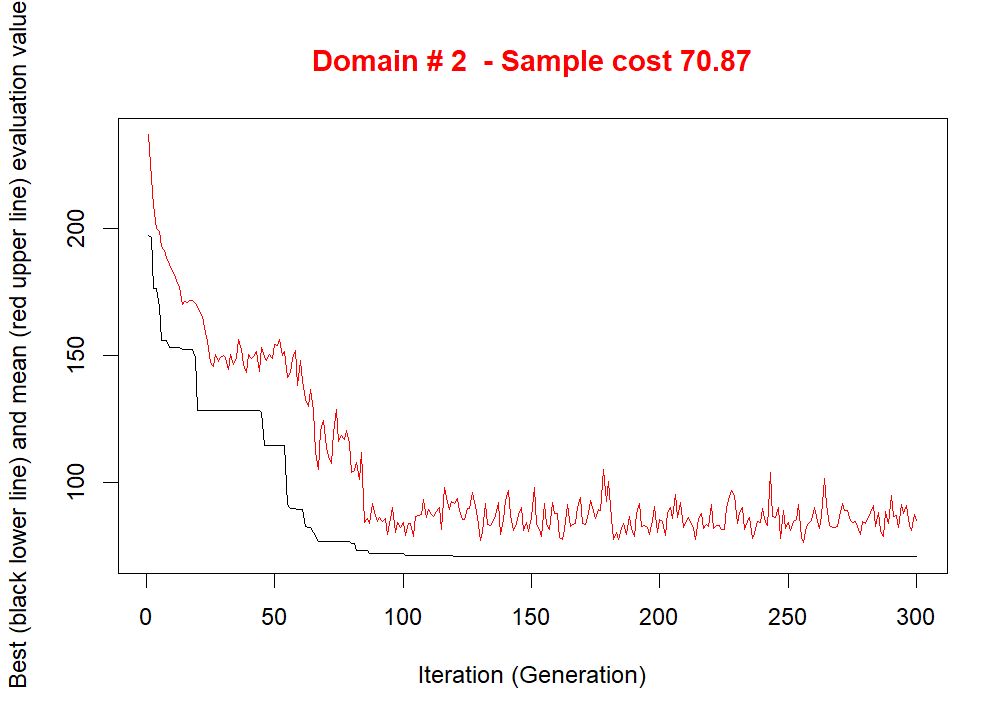 Domain # 2  - Sample cost 70.87
Best (black lower line) and mean (red upper line) evaluation value
200
150
100
0 50 100 150 200 250 300
Iteration (Generation)